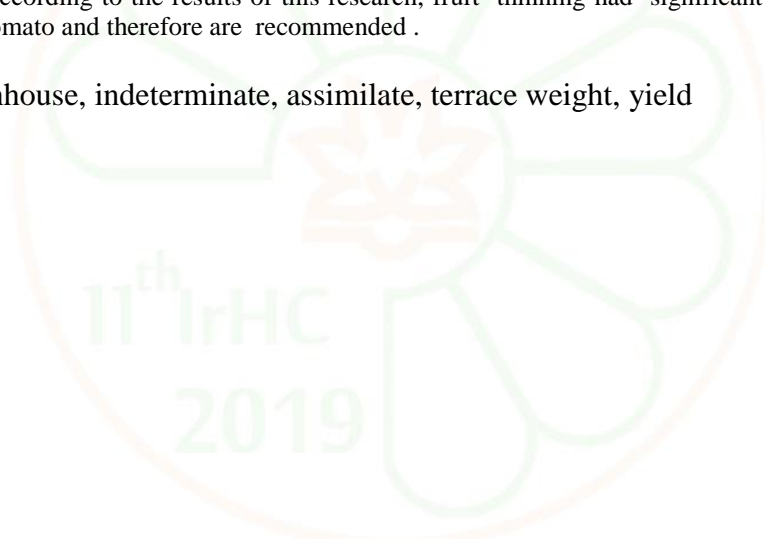 ccording to the results of this research, fruit thinning had significant
omato and therefore are recommended .
nhouse, indeterminate, assimilate, terrace weight, yield
11th IrHC
2019